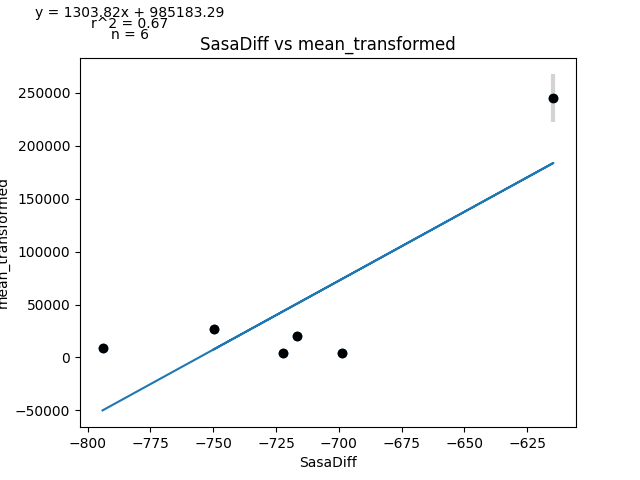 y = 1303.82x + 985183.29
r^2 = 0.67
n = 6
SasaDiff vs mean_transformed
250000
200000
150000
100000
50000
0
−50000
mean_transformed
−800
−775
−750
−725
−700
−675
−650
−625
SasaDiff